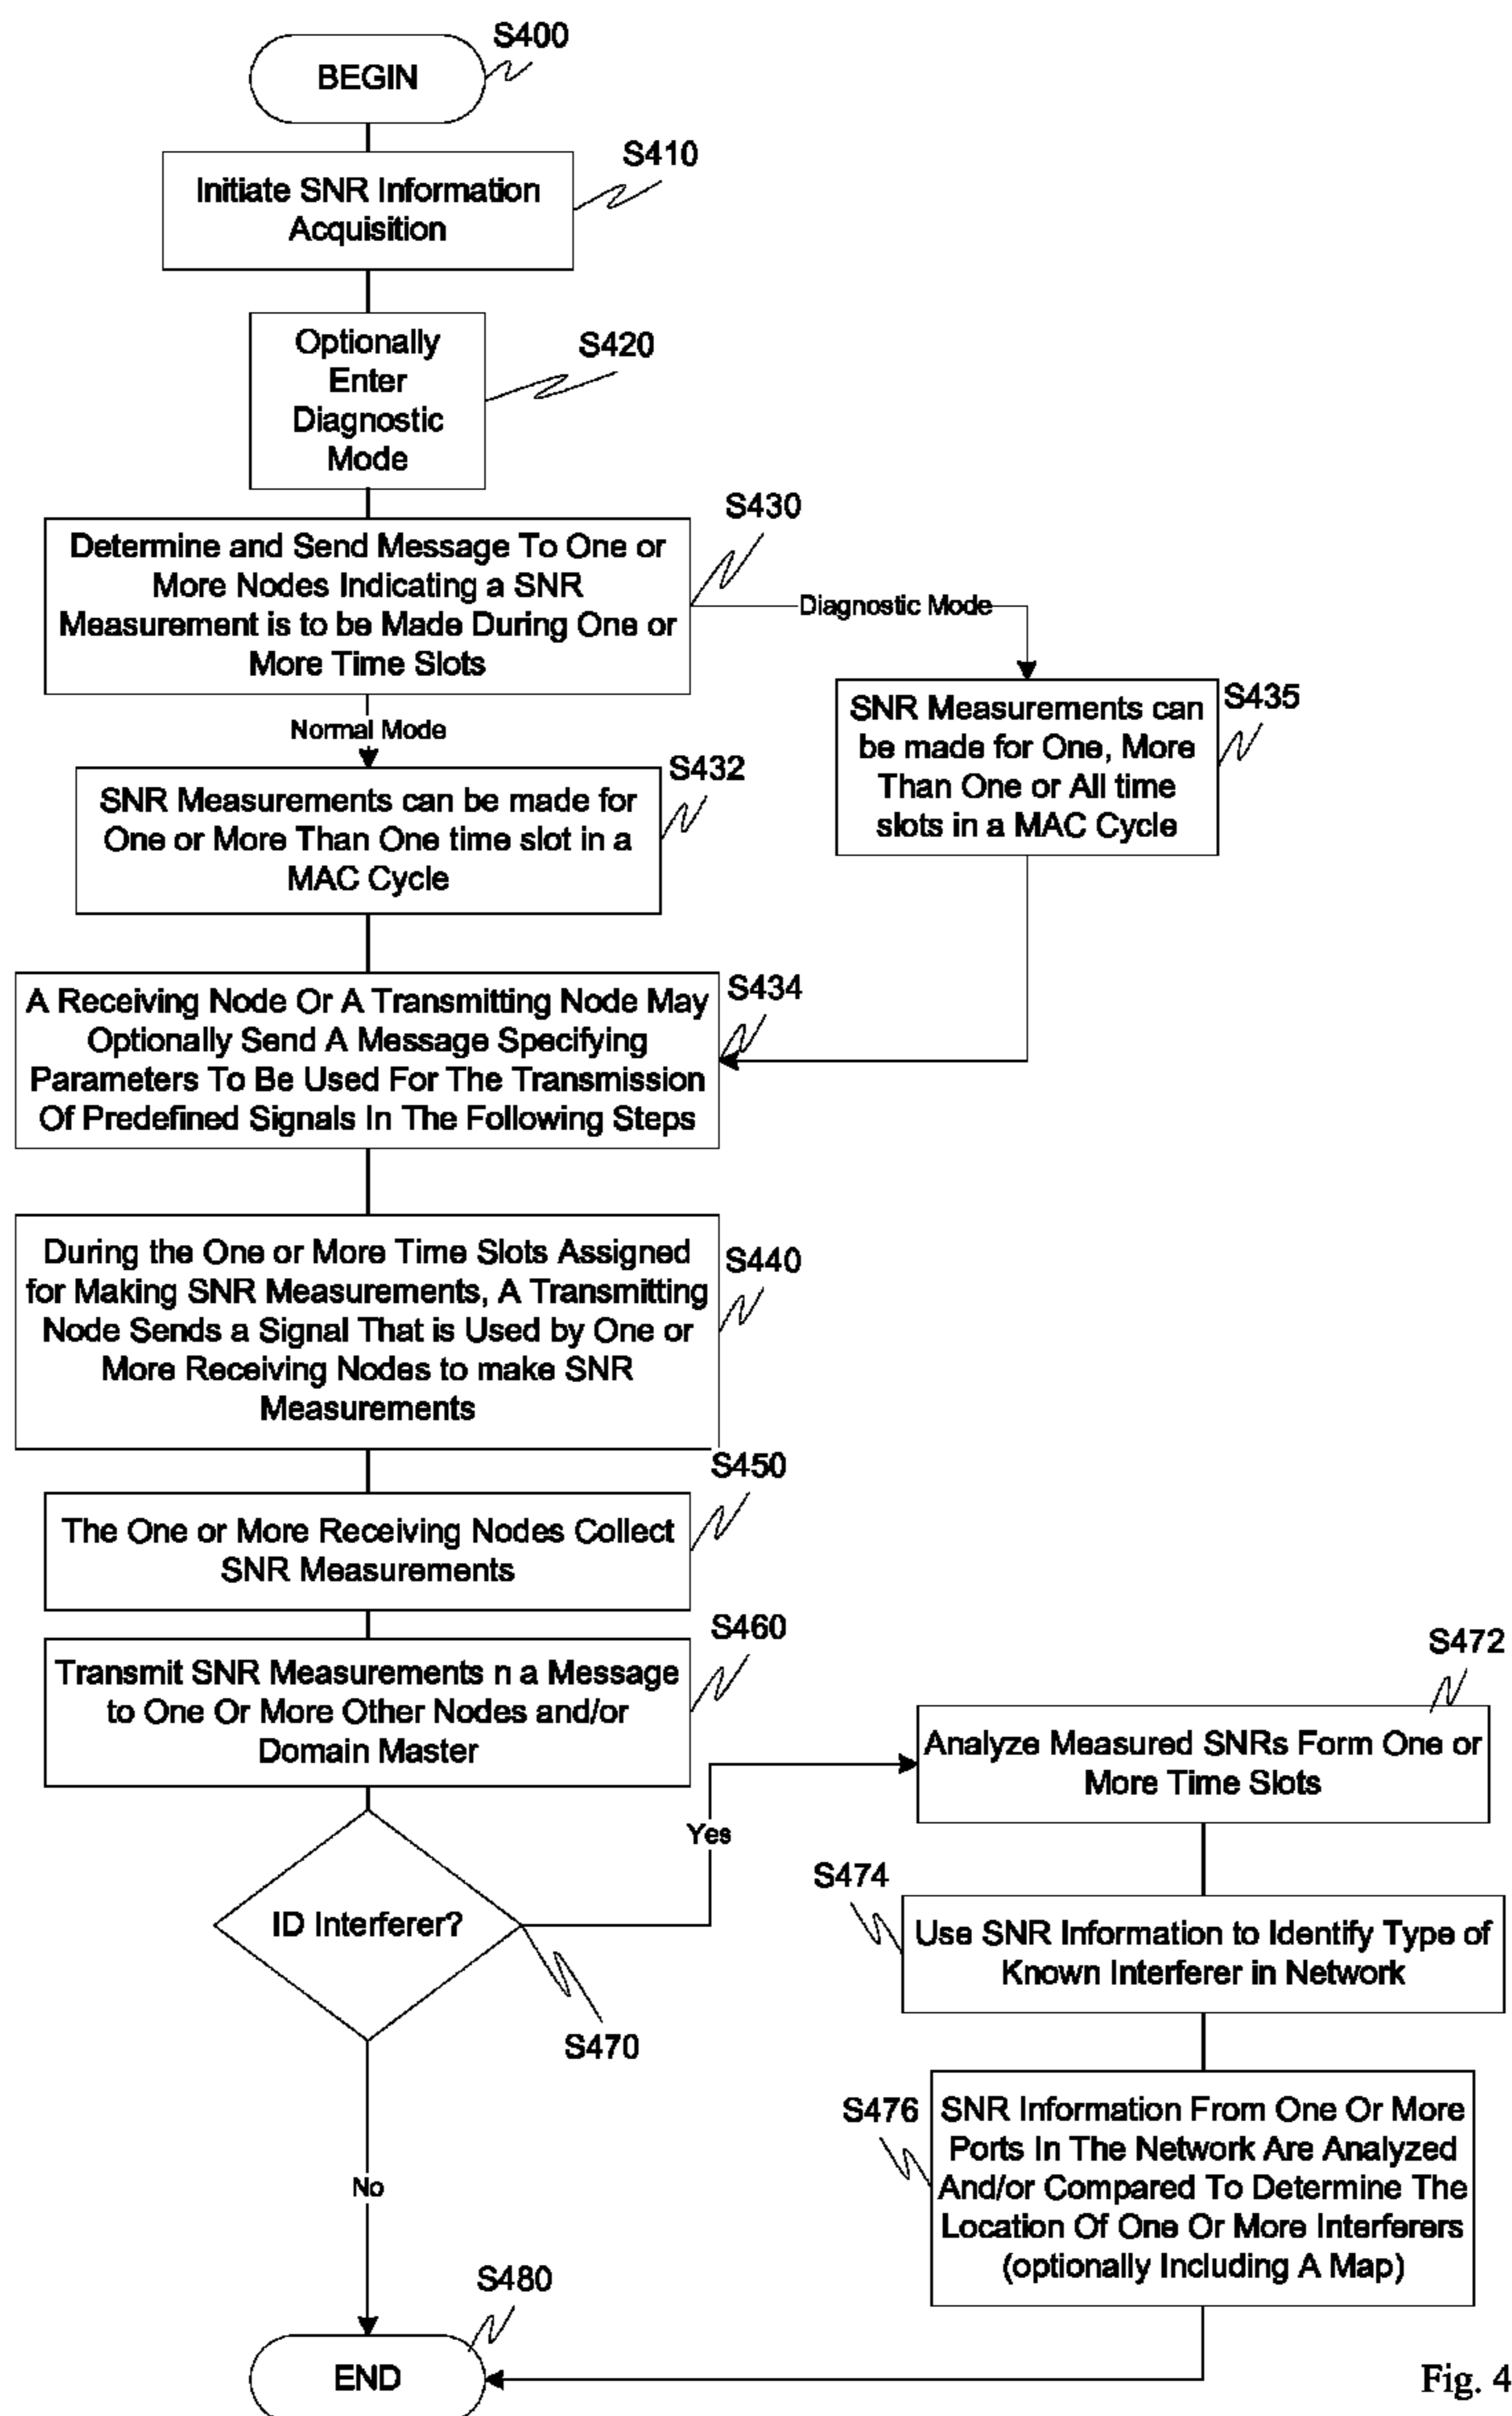 BEGIN
S400
Initiate SNR Information
Acquisition
S410
Optionally
Enter
Diagnostic
Mode
S420
Determine and Send Message To One or
More Nodes Indicating a SNR
Measurement is to be Made During One or
More Time Slots
S430
Diagnostic Mode
Normal Mode
SNR Measurements can
be made for One, More
Than One or All time
slots in a MAC Cycle
S435
SNR Measurements can be made for
One or More Than One time slot in a
MAC Cycle
S432
A Receiving Node Or A Transmitting Node May
Optionally Send A Message Specifying
Parameters To Be Used For The Transmission
Of Predefined Signals In The Following Steps
S434
During the One or More Time Slots Assigned
for Making SNR Measurements, A Transmitting
Node Sends a Signal That is Used by One or
More Receiving Nodes to make SNR
Measurements
S440
The One or More Receiving Nodes Collect
SNR Measurements
S450
Transmit SNR Measurements n a Message
to One Or More Other Nodes and/or
Domain Master
S460
ID Interferer?
S470
Yes
No
Analyze Measured SNRs Form One or
More Time Slots
S472
S474
Use SNR Information to Identify Type of
Known Interferer in Network
S476
SNR Information From One Or More
Ports In The Network Are Analyzed
And/or Compared To Determine The
Location Of One Or More Interferers
(optionally Including A Map)
S480
END
Fig. 4